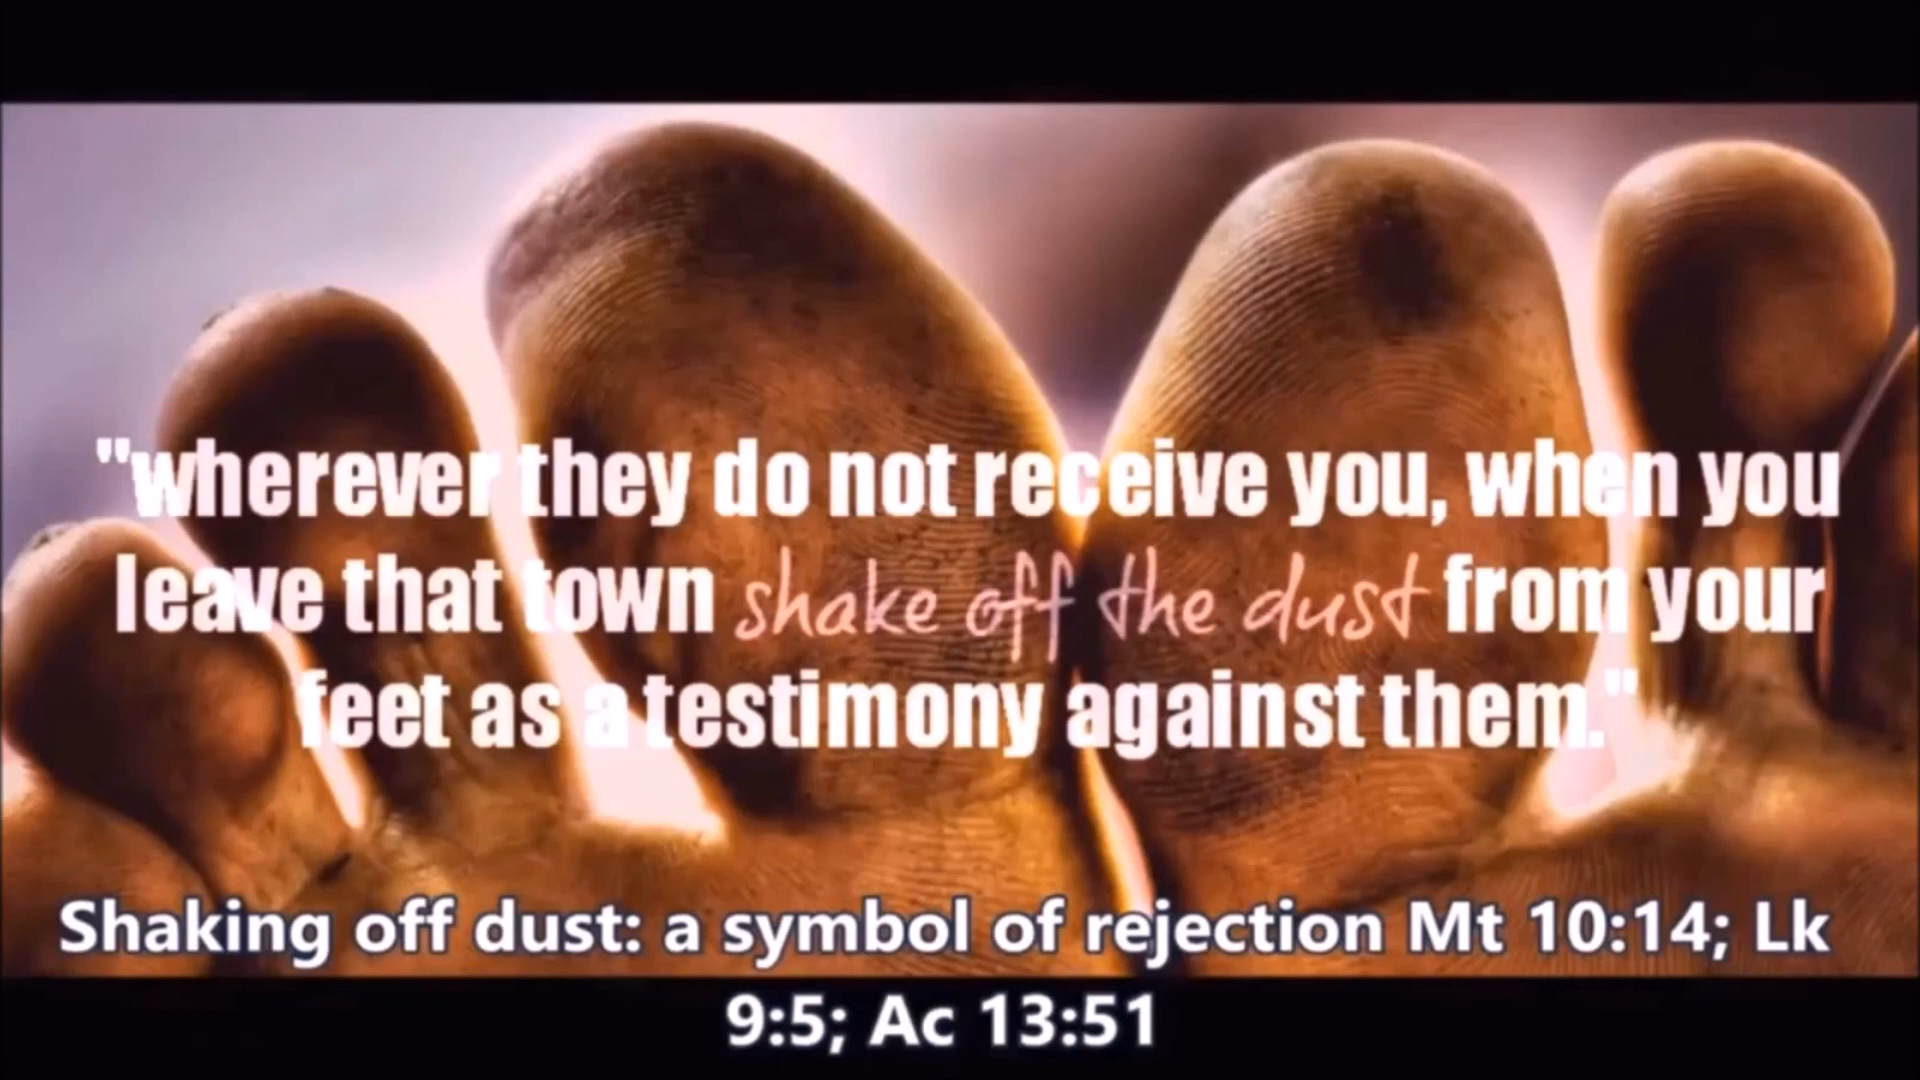 "wherever they do not receive you, when you
leave that town shake off the dust from your
feet as a testimony against them."
Shaking off dust: a symbol of rejection Mt 10:14; Lk
9:5; Ac 13:51